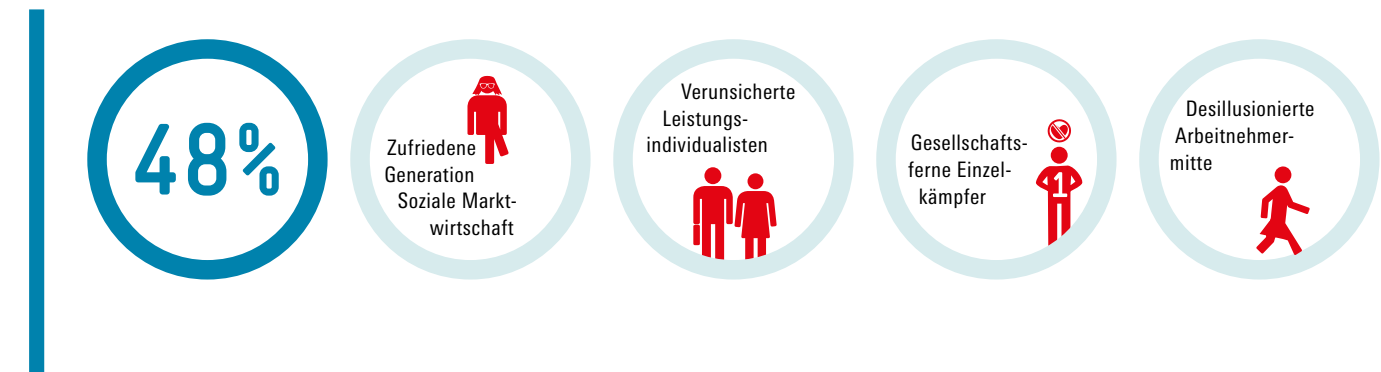 48%
Zufriedene
Generation
Soziale Markt-
wirtschaft
Verunsicherte
Leistungs-
individualisten
Gesellschafts-
ferne Einzel-
kämpfer
1
Desillusionierte
Arbeitnehmer-
mitte